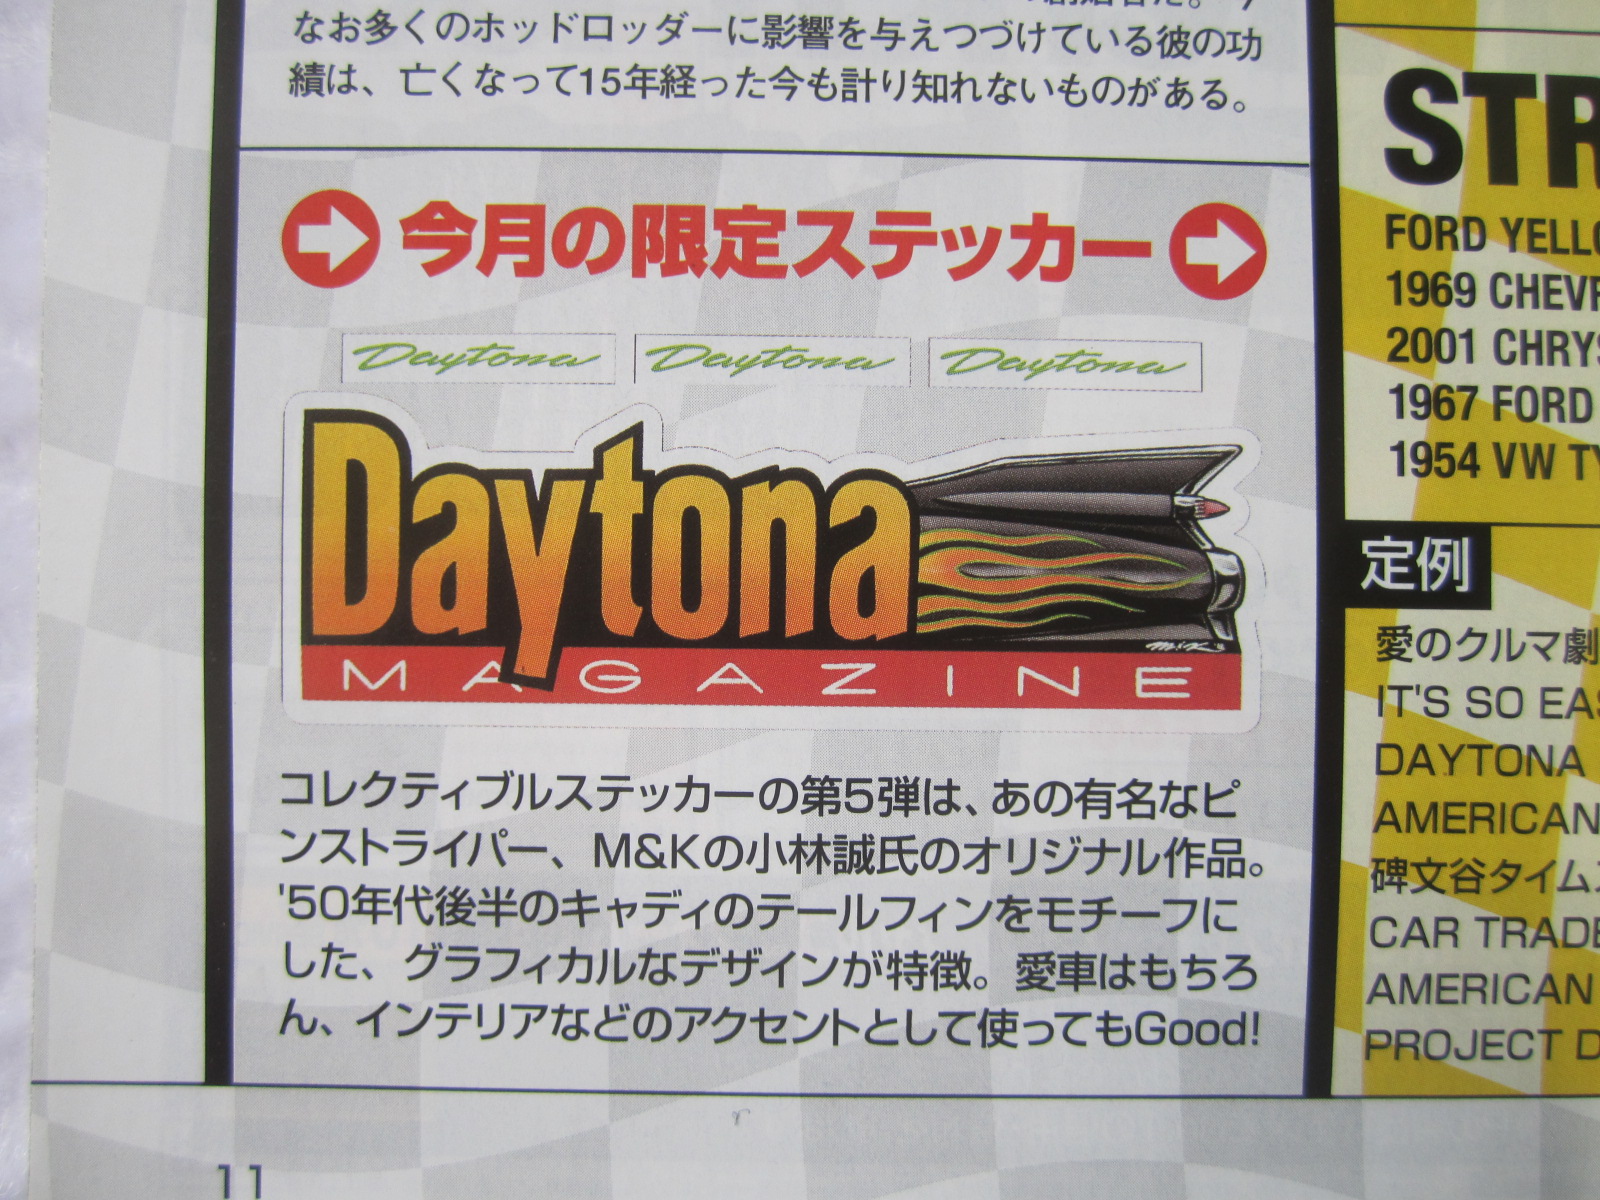 なお多くのホッドロッダーに影響を与えつづけている彼の功
績は、亡くなって15年経った今も計り知れないものがある。
今月の限定ステッカー
Daytona Daytona Daytona
Daytona
MAGAZINE
コレクティブルステッカーの第5弾は、あの有名なピ
ンストライパー、M&Kの小林誠氏のオリジナル作品。
'50年代後半のキャディのテールフィンをモチーフに
した、グラフィカルなデザインが特徴。愛車はもちろ
ん、インテリアなどのアクセントとして使ってもGood!
11
STR
FORD YELLO
1969 CHEVR
2001 CHRYS
1967 FORD
1954 VW TY
定例
愛のクルマ劇
IT'S SO EAS
DAYTONA
AMERICAN
碑文谷タイムス
CAR TRADE
AMERICAN
PROJECT D